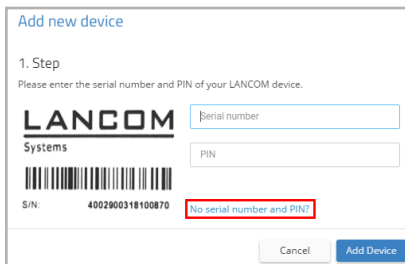 Add new device
1. Step
Please enter the serial number and PIN of your LANCOM device.
LANCOM
Systems
S/N: 4002900318100870
Serial number
PIN
No serial number and PIN?
Cancel Add Device